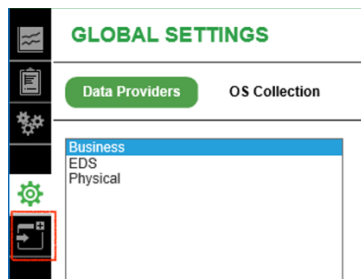 GLOBAL SETTINGS
Data Providers OS Collection
Business
EDS
Physical